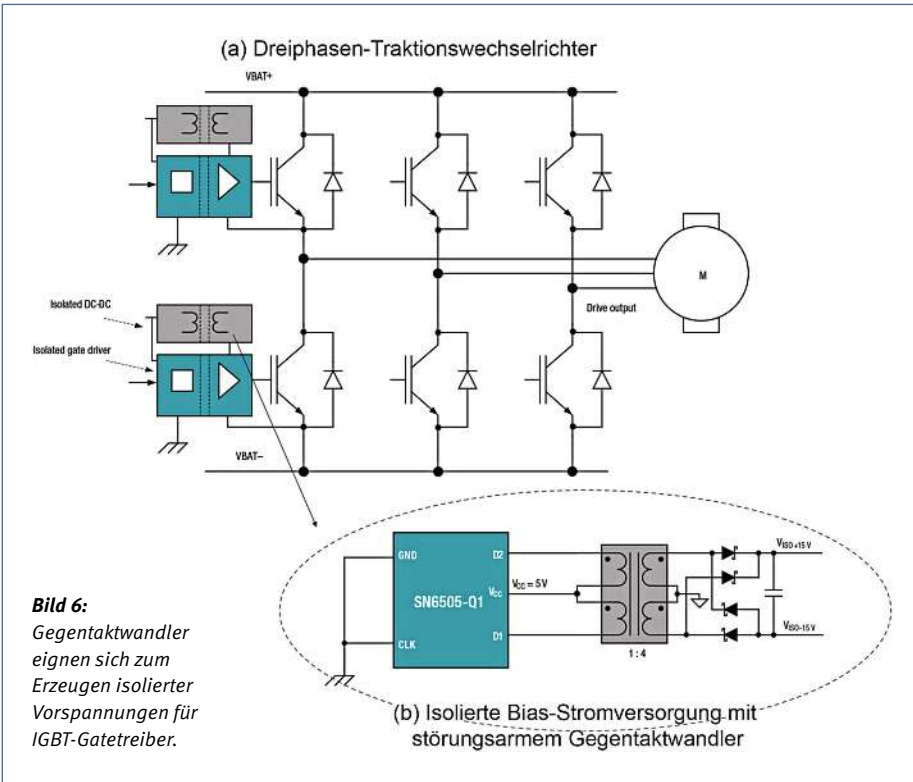 (a) Dreiphasen-Traktionswechselrichter
VBAT+
M
Drive output
Isolated DC-DC
Isolated gate driver
VBAT–
GND
CLK
SN6505-Q1
D2
VCC
D1
VCC = 5 V
1 : 4
VISO+15 V
VISO-15 V
(b) Isolierte Bias-Stromversorgung mit
störungsarmem Gegentaktwandler
Bild 6:
Gegentaktwandler
eignen sich zum
Erzeugen isolierter
Vorspannungen für
IGBT-Gatetreiber.